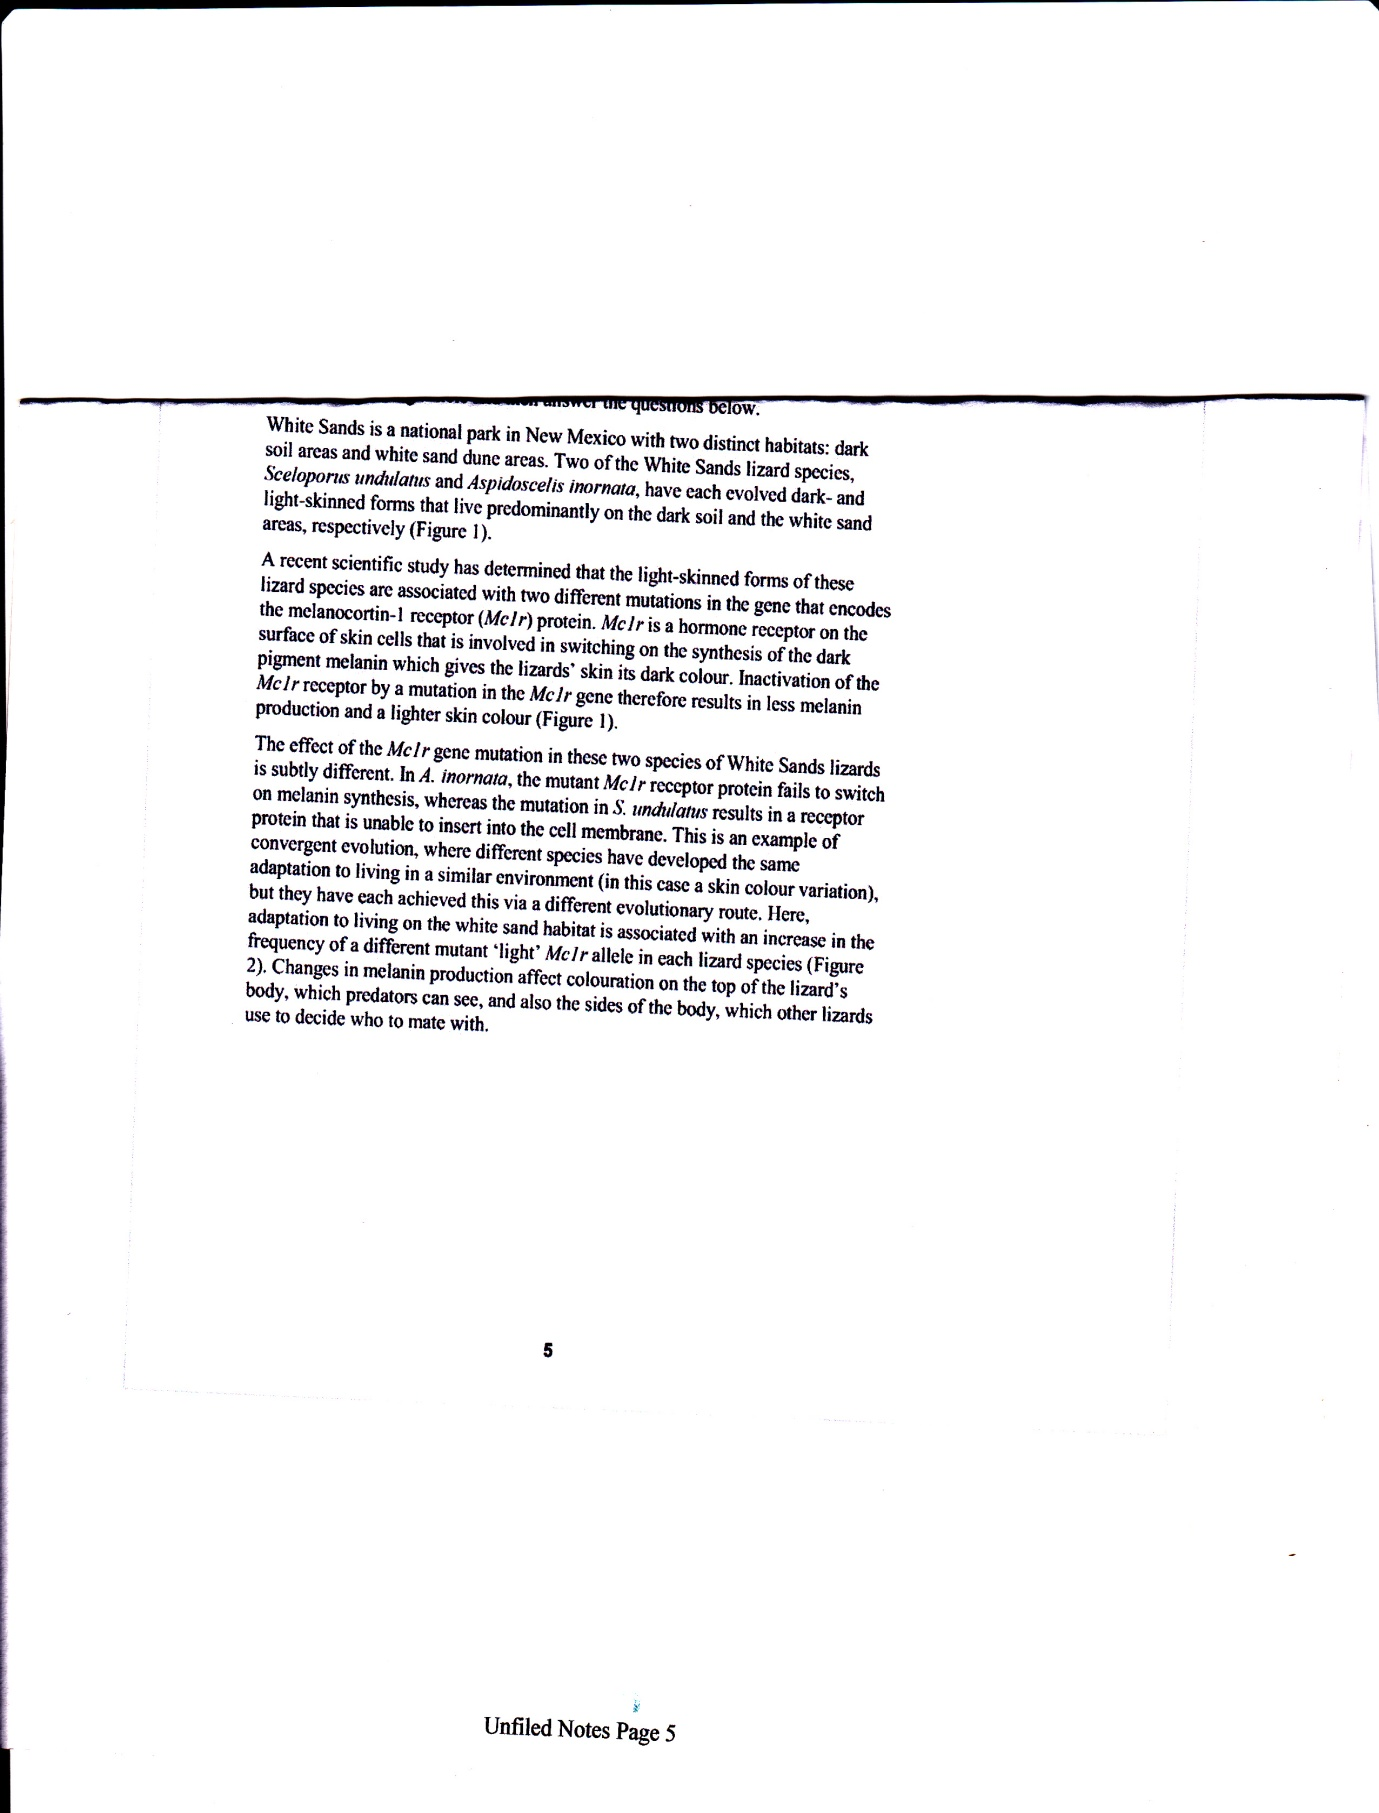 answer the questions below.
White Sands is a national park in New Mexico with two distinct habitats: dark
soil areas and white sand dune areas. Two of the White Sands lizard species,
Sceloporus undulatus and Aspidoscelis inornata, have each evolved dark- and
light-skinned forms that live predominantly on the dark soil and the white sand
areas, respectively (Figure 1).
A recent scientific study has determined that the light-skinned forms of these
lizard species are associated with two different mutations in the gene that encodes
the melanocortin-1 receptor (Mc1r) protein. Mc1r is a hormone receptor on the
surface of skin cells that is involved in switching on the synthesis of the dark
pigment melanin which gives the lizards' skin its dark colour. Inactivation of the
Mc1r receptor by a mutation in the Mc1r gene therefore results in less melanin
production and a lighter skin colour (Figure 1).
The effect of the Mc1r gene mutation in these two species of White Sands lizards
is subtly different. In A. inornata, the mutant Mc1r receptor protein fails to switch
on melanin synthesis, whereas the mutation in S. undulatus results in a receptor
protein that is unable to insert into the cell membrane. This is an example of
convergent evolution, where different species have developed the same
adaptation to living in a similar environment (in this case a skin colour variation),
but they have each achieved this via a different evolutionary route. Here,
adaptation to living on the white sand habitat is associated with an increase in the
frequency of a different mutant 'light' Mc1r allele in each lizard species (Figure
2). Changes in melanin production affect colouration on the top of the lizard's
body, which predators can see, and also the sides of the body, which other lizards
use to decide who to mate with.
5
Unfiled Notes Page 5